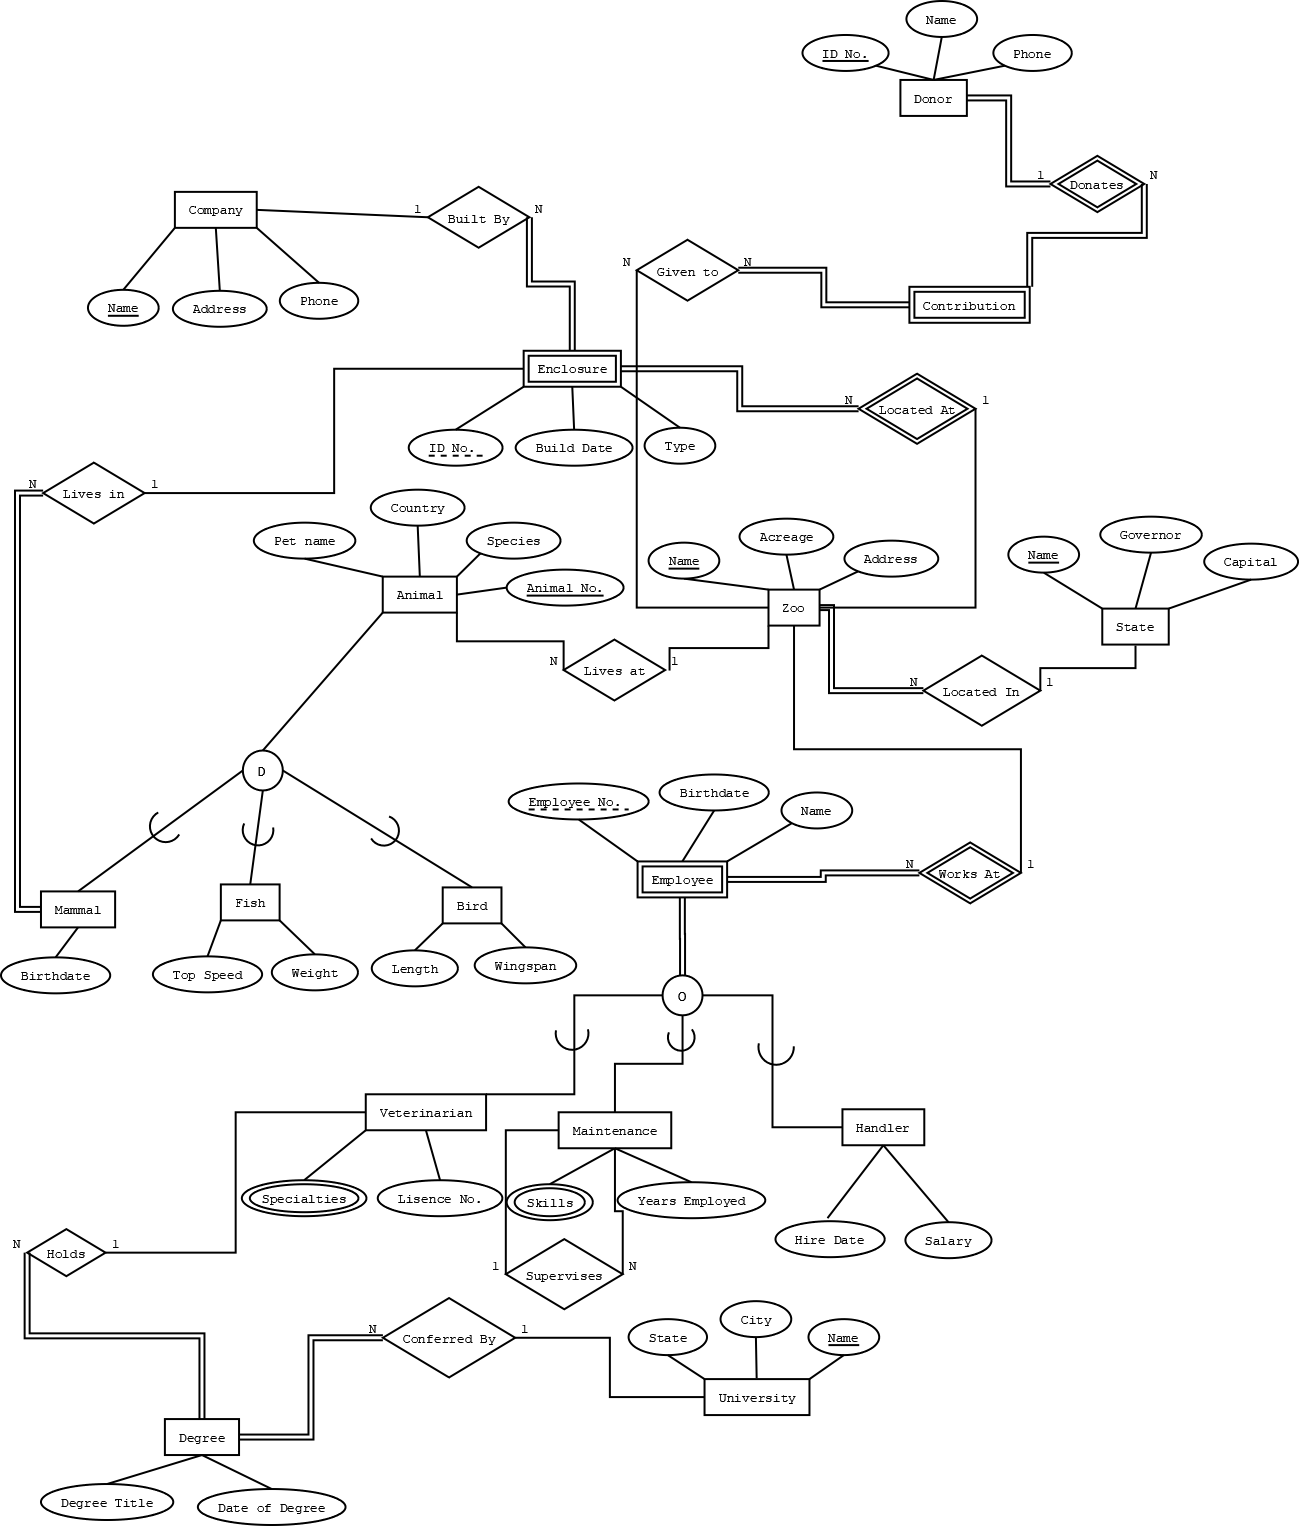 Name
ID No.
Phone
Donor
1
N
Donates
Company
1
Built By
N
Name
Address
Phone
N
Given to
N
Contribution
Enclosure
N
Located At
1
ID No.
Build Date
Type
N
Lives in
1
Pet name
Country
Species
Animal No.
Animal
Name
Acreage
Address
Zoo
Name
Governor
Capital
State
N
Lives at
1
N
Located In
1
D
Employee No.
Birthdate
Name
Employee
N
Works At
1
Mammal
Fish
Bird
Birthdate
Top Speed
Weight
Length
Wingspan
O
Veterinarian
Maintenance
Handler
Specialties
Lisence No.
Skills
Years Employed
Hire Date
Salary
N
Holds
1
1
Supervises
N
N
Conferred By
1
State
City
Name
University
Degree
Degree Title
Date of Degree